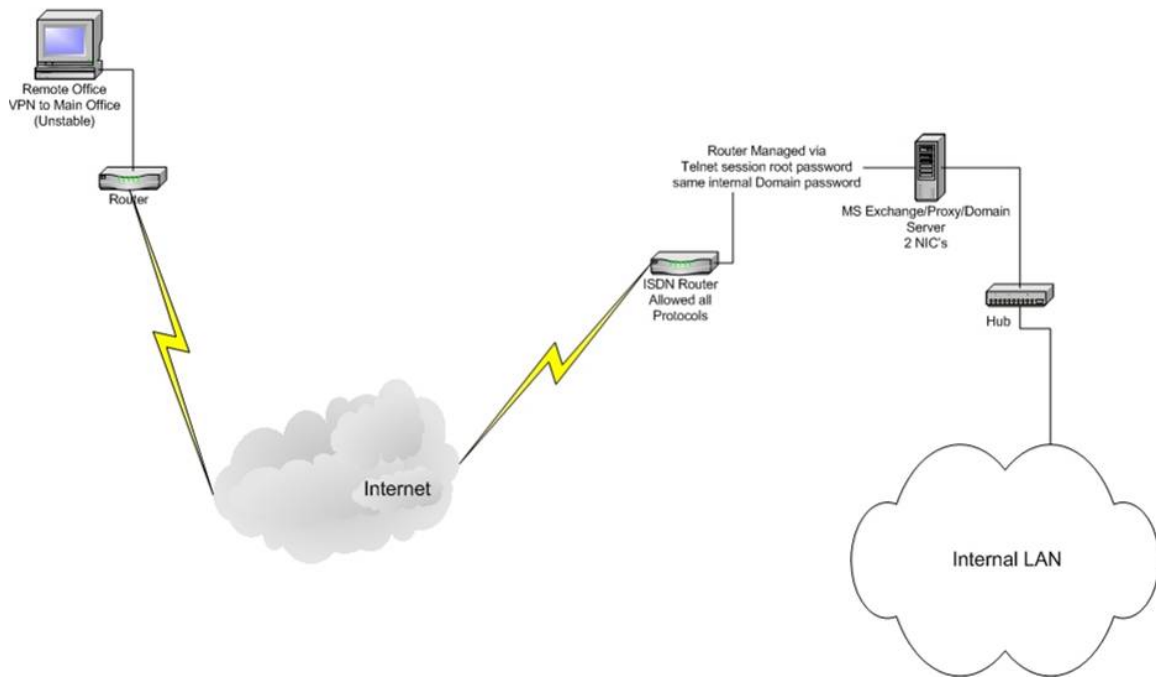 Remote Office
VPN to Main Office
(Unstable)
Router
Router Managed via
Telnet session root password
same internal Domain password
MS Exchange/Proxy/Domain
Server
2 NIC's
ISDN Router
Allowed all
Protocols
Hub
Internet
Internal LAN